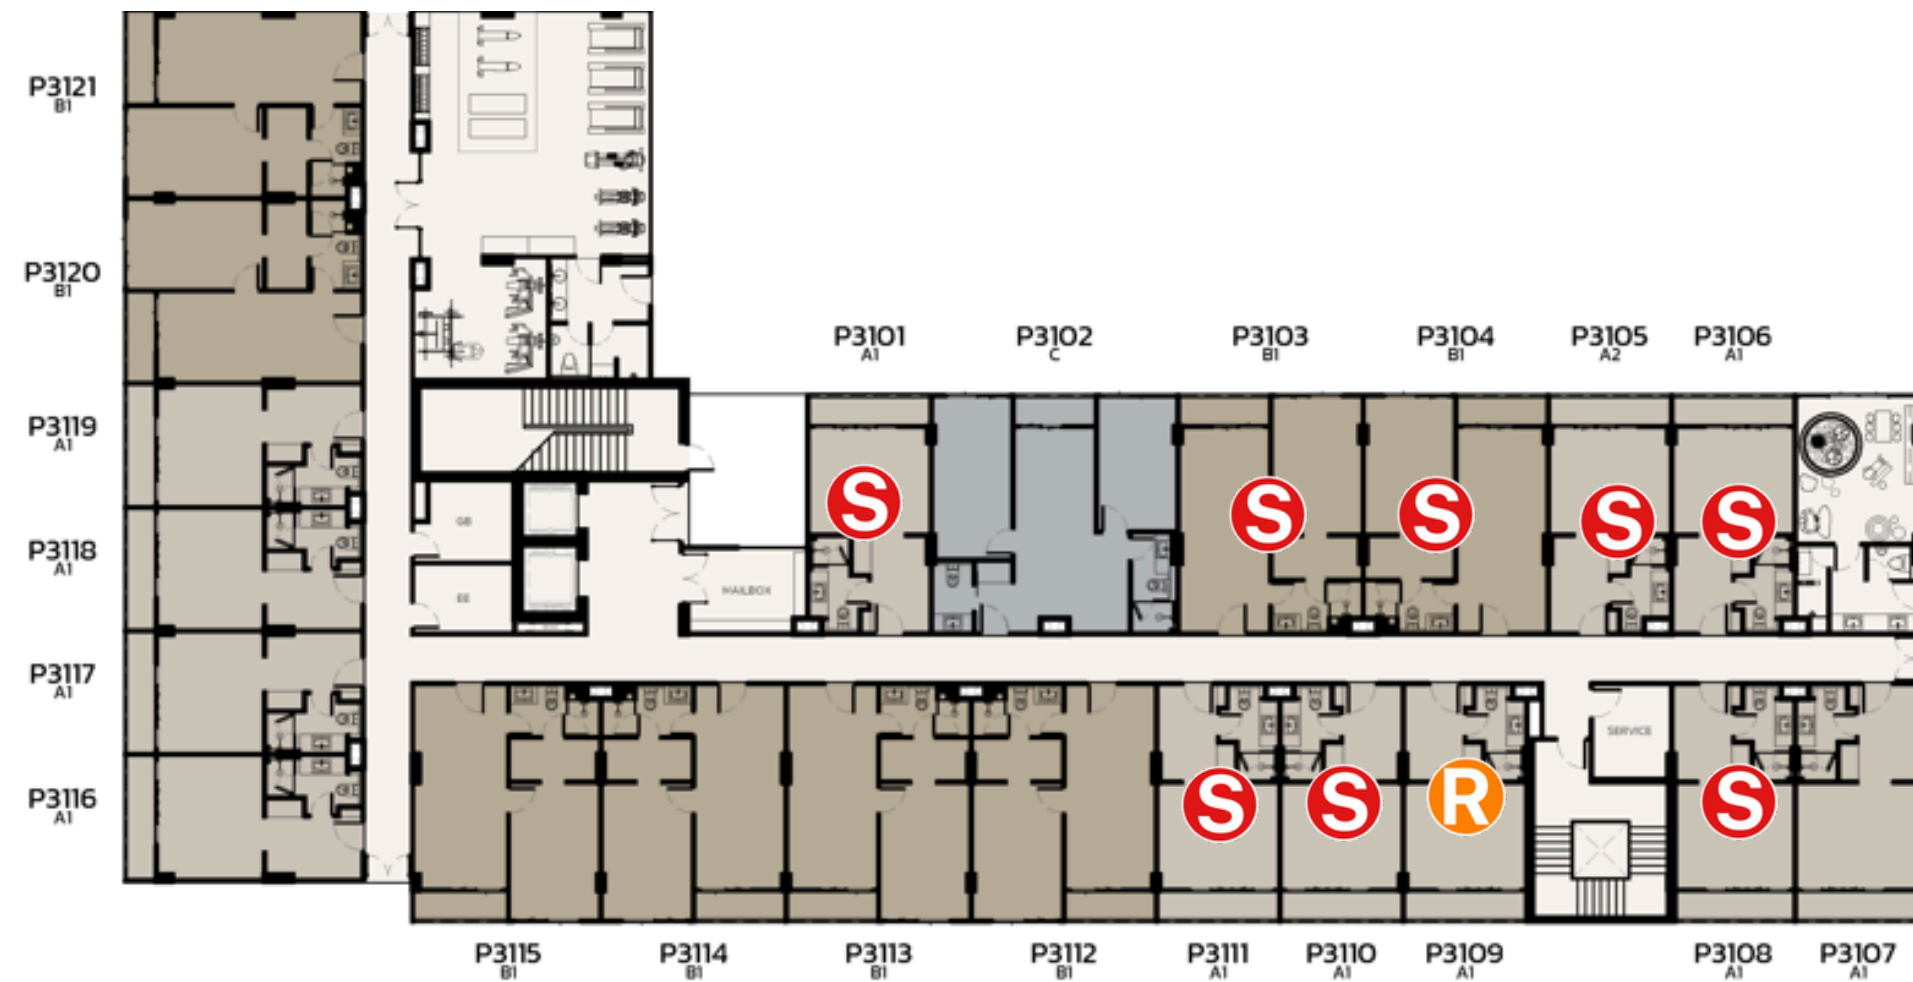 P3121
B1
P3120
B1
P3119
A1
P3118
A1
P3117
A1
P3116
A1
P3101
A1
P3102
C
P3103
B1
P3104
B1
P3105
A2
P3106
A1
S
S
S
S
S
GB
EE
MAILBOX
SERVICE
S
S
R
S
P3115
B1
P3114
B1
P3113
B1
P3112
B1
P3111
A1
P3110
A1
P3109
A1
P3108
A1
P3107
A1